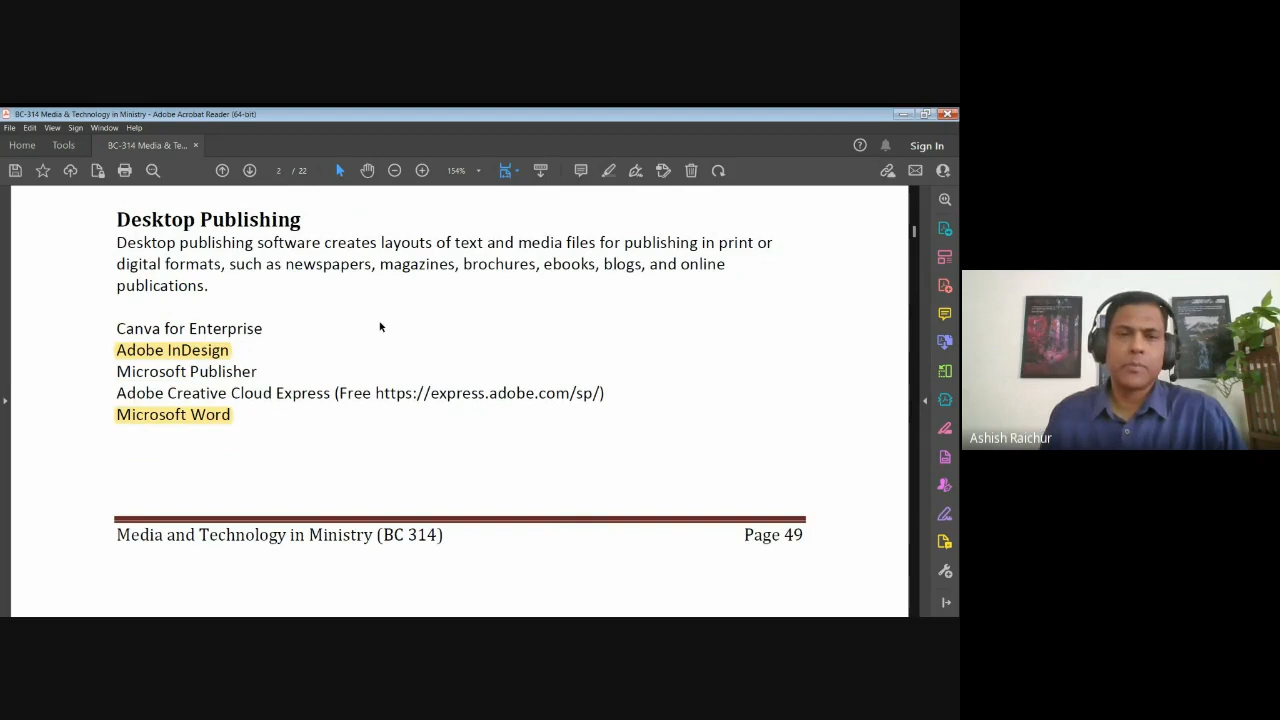 BC-314 Media & Technology in Ministry - Adobe Acrobat Reader (64-bit)
File Edit View Sign Window Help
Home Tools BC-314 Media & Te... × Sign In
2 / 22 154%
Desktop Publishing
Desktop publishing software creates layouts of text and media files for publishing in print or
digital formats, such as newspapers, magazines, brochures, ebooks, blogs, and online
publications.
Canva for Enterprise
Adobe InDesign
Microsoft Publisher
Adobe Creative Cloud Express (Free https://express.adobe.com/sp/)
Microsoft Word
Media and Technology in Ministry (BC 314) Page 49
Ashish Raichur